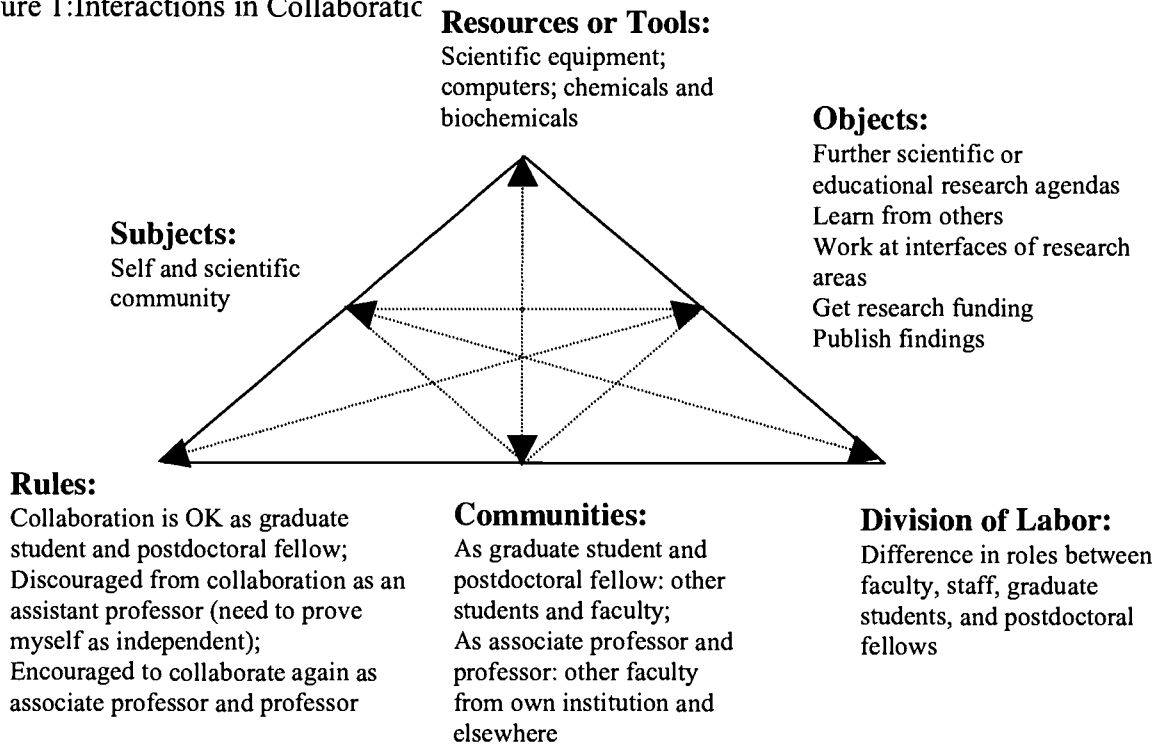 ure 1:Interactions in Collaboratic
Resources or Tools:
Scientific equipment;
computers; chemicals and
biochemicals
Objects:
Further scientific or
educational research agendas
Learn from others
Work at interfaces of research
areas
Get research funding
Publish findings
Subjects:
Self and scientific
community
Rules:
Collaboration is OK as graduate
student and postdoctoral fellow;
Discouraged from collaboration as an
assistant professor (need to prove
myself as independent);
Encouraged to collaborate again as
associate professor and professor
Communities:
As graduate student and
postdoctoral fellow: other
students and faculty;
As associate professor and
professor: other faculty
from own institution and
elsewhere
Division of Labor:
Difference in roles between
faculty, staff, graduate
students, and postdoctoral
fellows